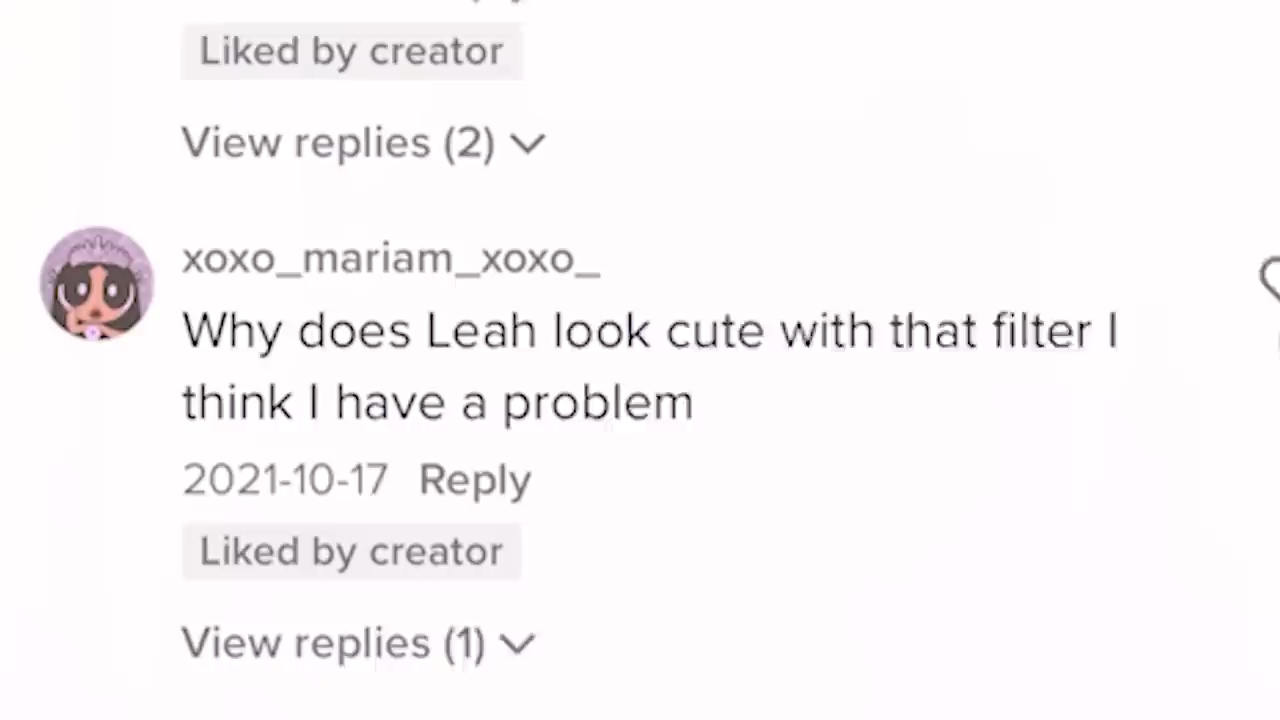 Liked by creator
View replies (2)
xoxo_mariam_xoxo_
Why does Leah look cute with that filter I
think I have a problem
2021-10-17 Reply
Liked by creator
View replies (1)